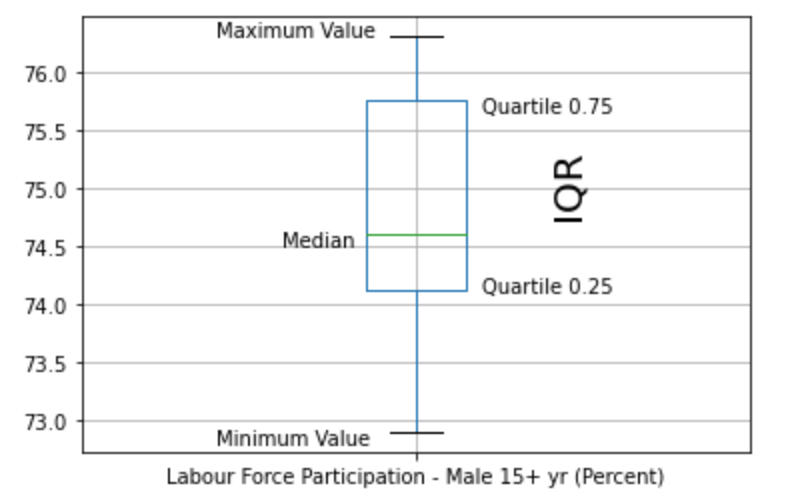 Maximum Value
76.0
Quartile 0.75
75.5
IQR
75.0
Median
74.5
Quartile 0.25
74.0
73.5
73.0
Minimum Value
Labour Force Participation - Male 15+ yr (Percent)